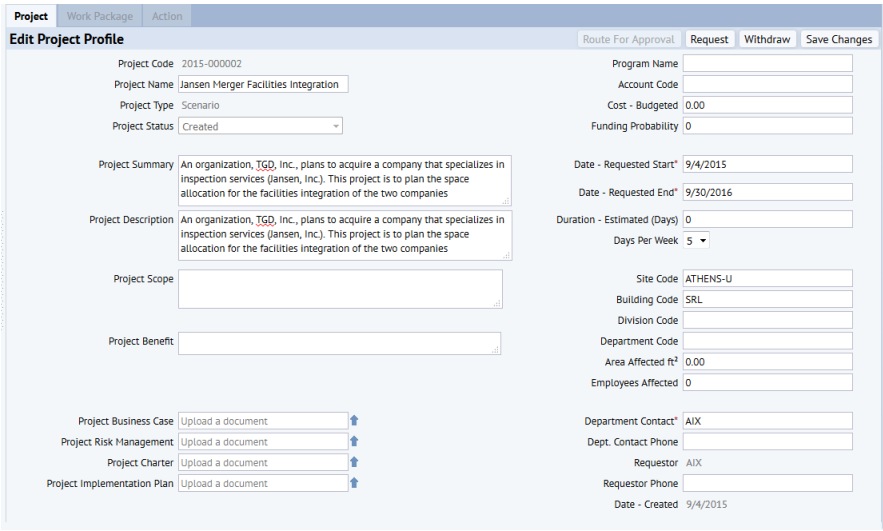 Project Work Package Action
Edit Project Profile Route For Approval Request Withdraw Save Changes
Project Code 2015-000002
Project Name Jansen Merger Facilities Integration
Project Type Scenario
Project Status Created
Project Summary An organization, TGD, Inc., plans to acquire a company that specializes in
inspection services (Jansen, Inc.). This project is to plan the space
allocation for the facilities integration of the two companies
Project Description An organization, TGD, Inc., plans to acquire a company that specializes in
inspection services (Jansen, Inc.). This project is to plan the space
allocation for the facilities integration of the two companies
Project Scope
Project Benefit
Project Business Case Upload a document
Project Risk Management Upload a document
Project Charter Upload a document
Project Implementation Plan Upload a document
Program Name
Account Code
Cost - Budgeted 0.00
Funding Probability 0
Date - Requested Start* 9/4/2015
Date - Requested End* 9/30/2016
Duration - Estimated (Days) 0
Days Per Week 5
Site Code ATHENS-U
Building Code SRL
Division Code
Department Code
Area Affected ft² 0.00
Employees Affected 0
Department Contact* AIX
Dept. Contact Phone
Requestor AIX
Requestor Phone
Date - Created 9/4/2015